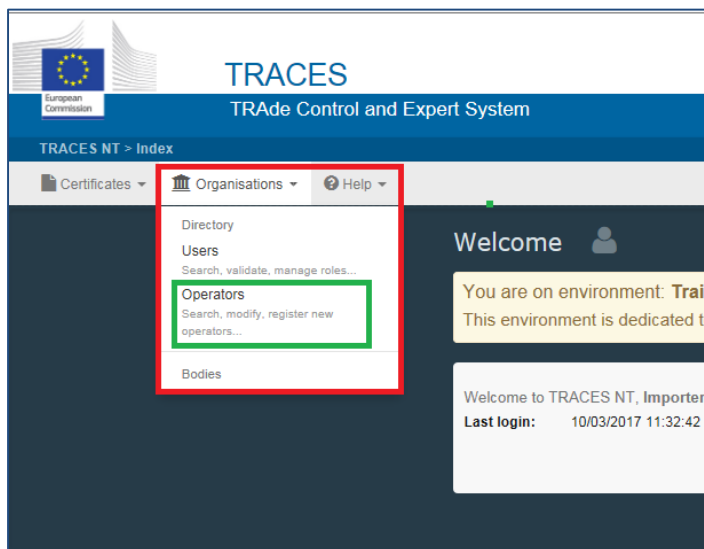 European
Commission
TRACES
TRAde Control and Expert System
TRACES NT > Index
Certificates Organisations Help
Directory
Users
Search, validate, manage roles...
Operators
Search, modify, register new
operators...
Bodies
Welcome
You are on environment: Trai
This environment is dedicated t
Welcome to TRACES NT, Importer
Last login: 10/03/2017 11:32:42